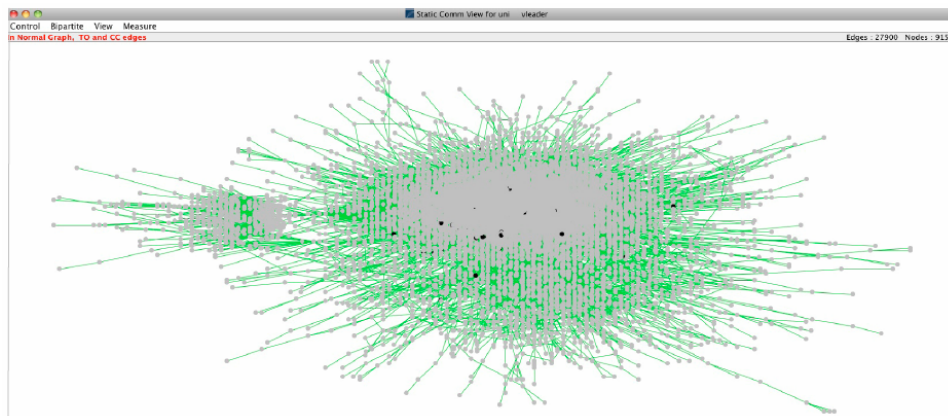 Static Comm View for uni vleader
Control Bipartite View Measure
n Normal Graph, TO and CC edges Edges : 27900 Nodes : 915